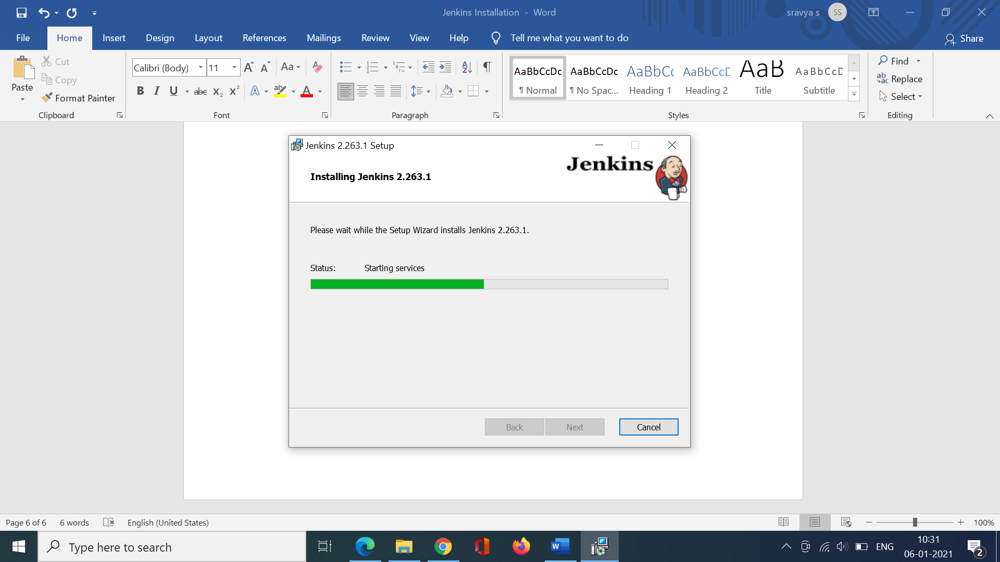 Jenkins Installation - Word
sravya s SS
File Home Insert Design Layout References Mailings Review View Help Tell me what you want to do Share
Paste
Cut
Copy
Format Painter
Clipboard
Calibri (Body) 11 Aa
B I U abc X₂ X² A ab A
Font
Paragraph
AaBbCcDc AaBbCcDc AaBbCc AaBbCcD AaB AaBbCcD
¶ Normal ¶ No Spac... Heading 1 Heading 2 Title Subtitle
Styles
Find
Replace
Select
Editing
Jenkins 2.263.1 Setup
Jenkins
Installing Jenkins 2.263.1
Please wait while the Setup Wizard installs Jenkins 2.263.1.
Status: Starting services
Back Next Cancel
Page 6 of 6 6 words English (United States) 100%
Type here to search
ENG
10:31
06-01-2021
2